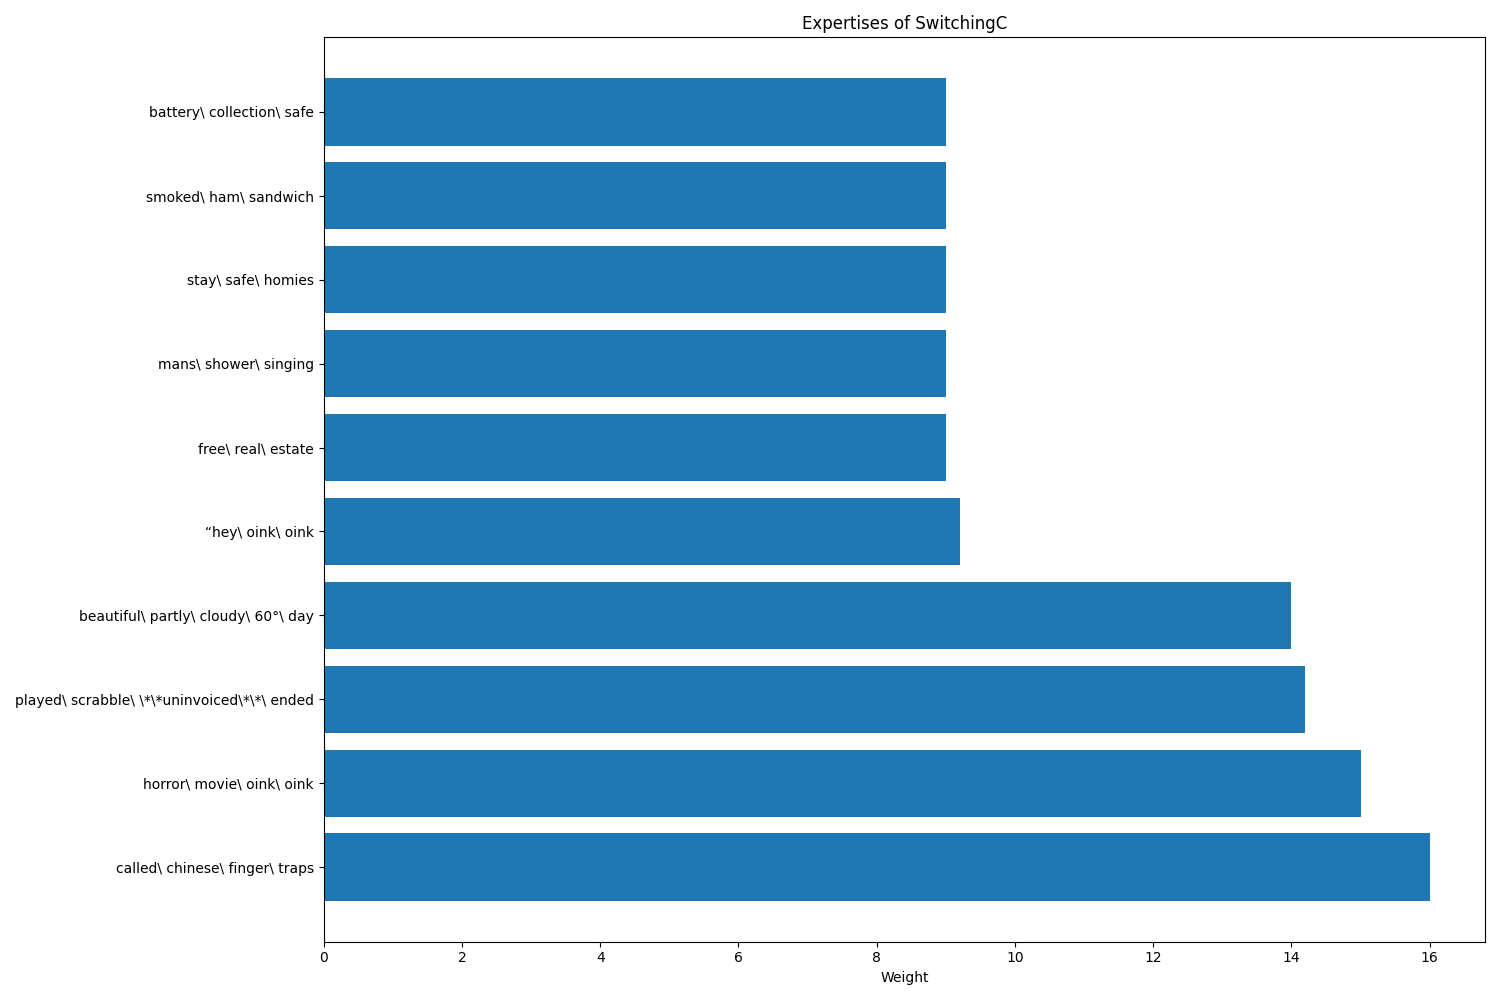 Expertises of SwitchingC
battery\ collection\ safe
smoked\ ham\ sandwich
stay\ safe\ homies
mans\ shower\ singing
free\ real\ estate
“hey\ oink\ oink
beautiful\ partly\ cloudy\ 60°\ day
played\ scrabble\ \*\*uninvoiced\*\*\ ended
horror\ movie\ oink\ oink
called\ chinese\ finger\ traps
0 2 4 6 8 10 12 14 16
Weight